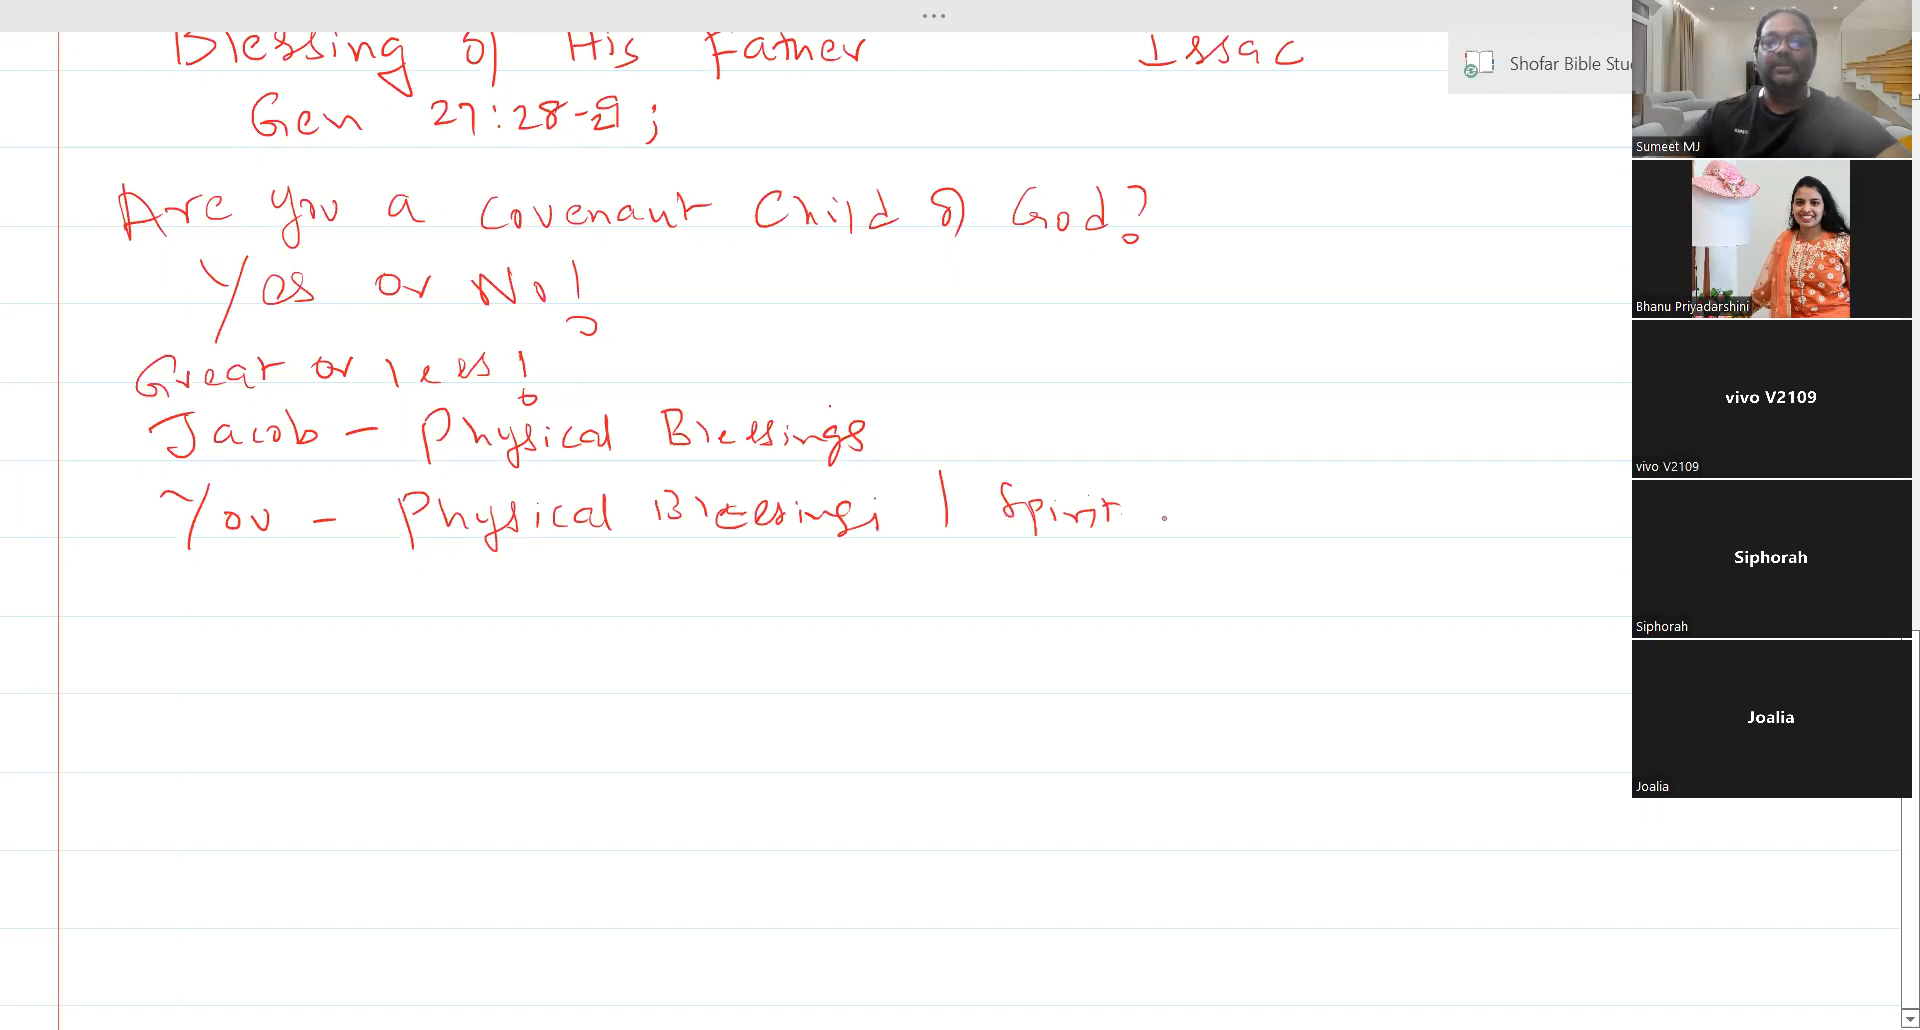 Blessing of His Father Issac
Gen 27:28-29;
Are you a covenant Child of God?
Yes or No!
Great or less!
Jacob - Physical Blessings
You - Physical Blessings | Spirit
Shofar Bible Stu
Sumeet MJ
Bhanu Priyadarshini
vivo V2109
vivo V2109
Siphorah
Siphorah
Joalia
Joalia